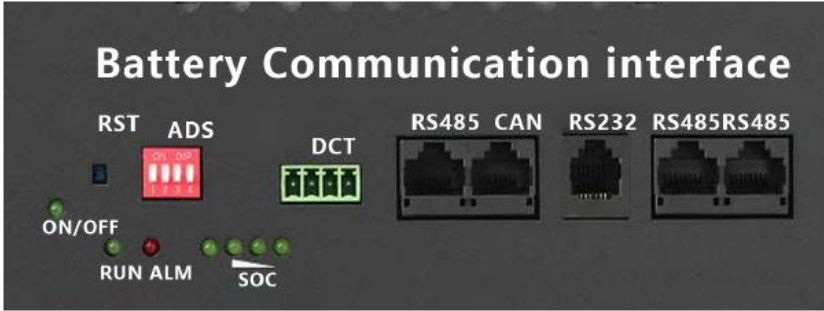 Battery Communication interface
RST ADS DCT RS485 CAN RS232 RS485RS485
ON DIP
1 2 3 4
ON/OFF
RUN ALM SOC